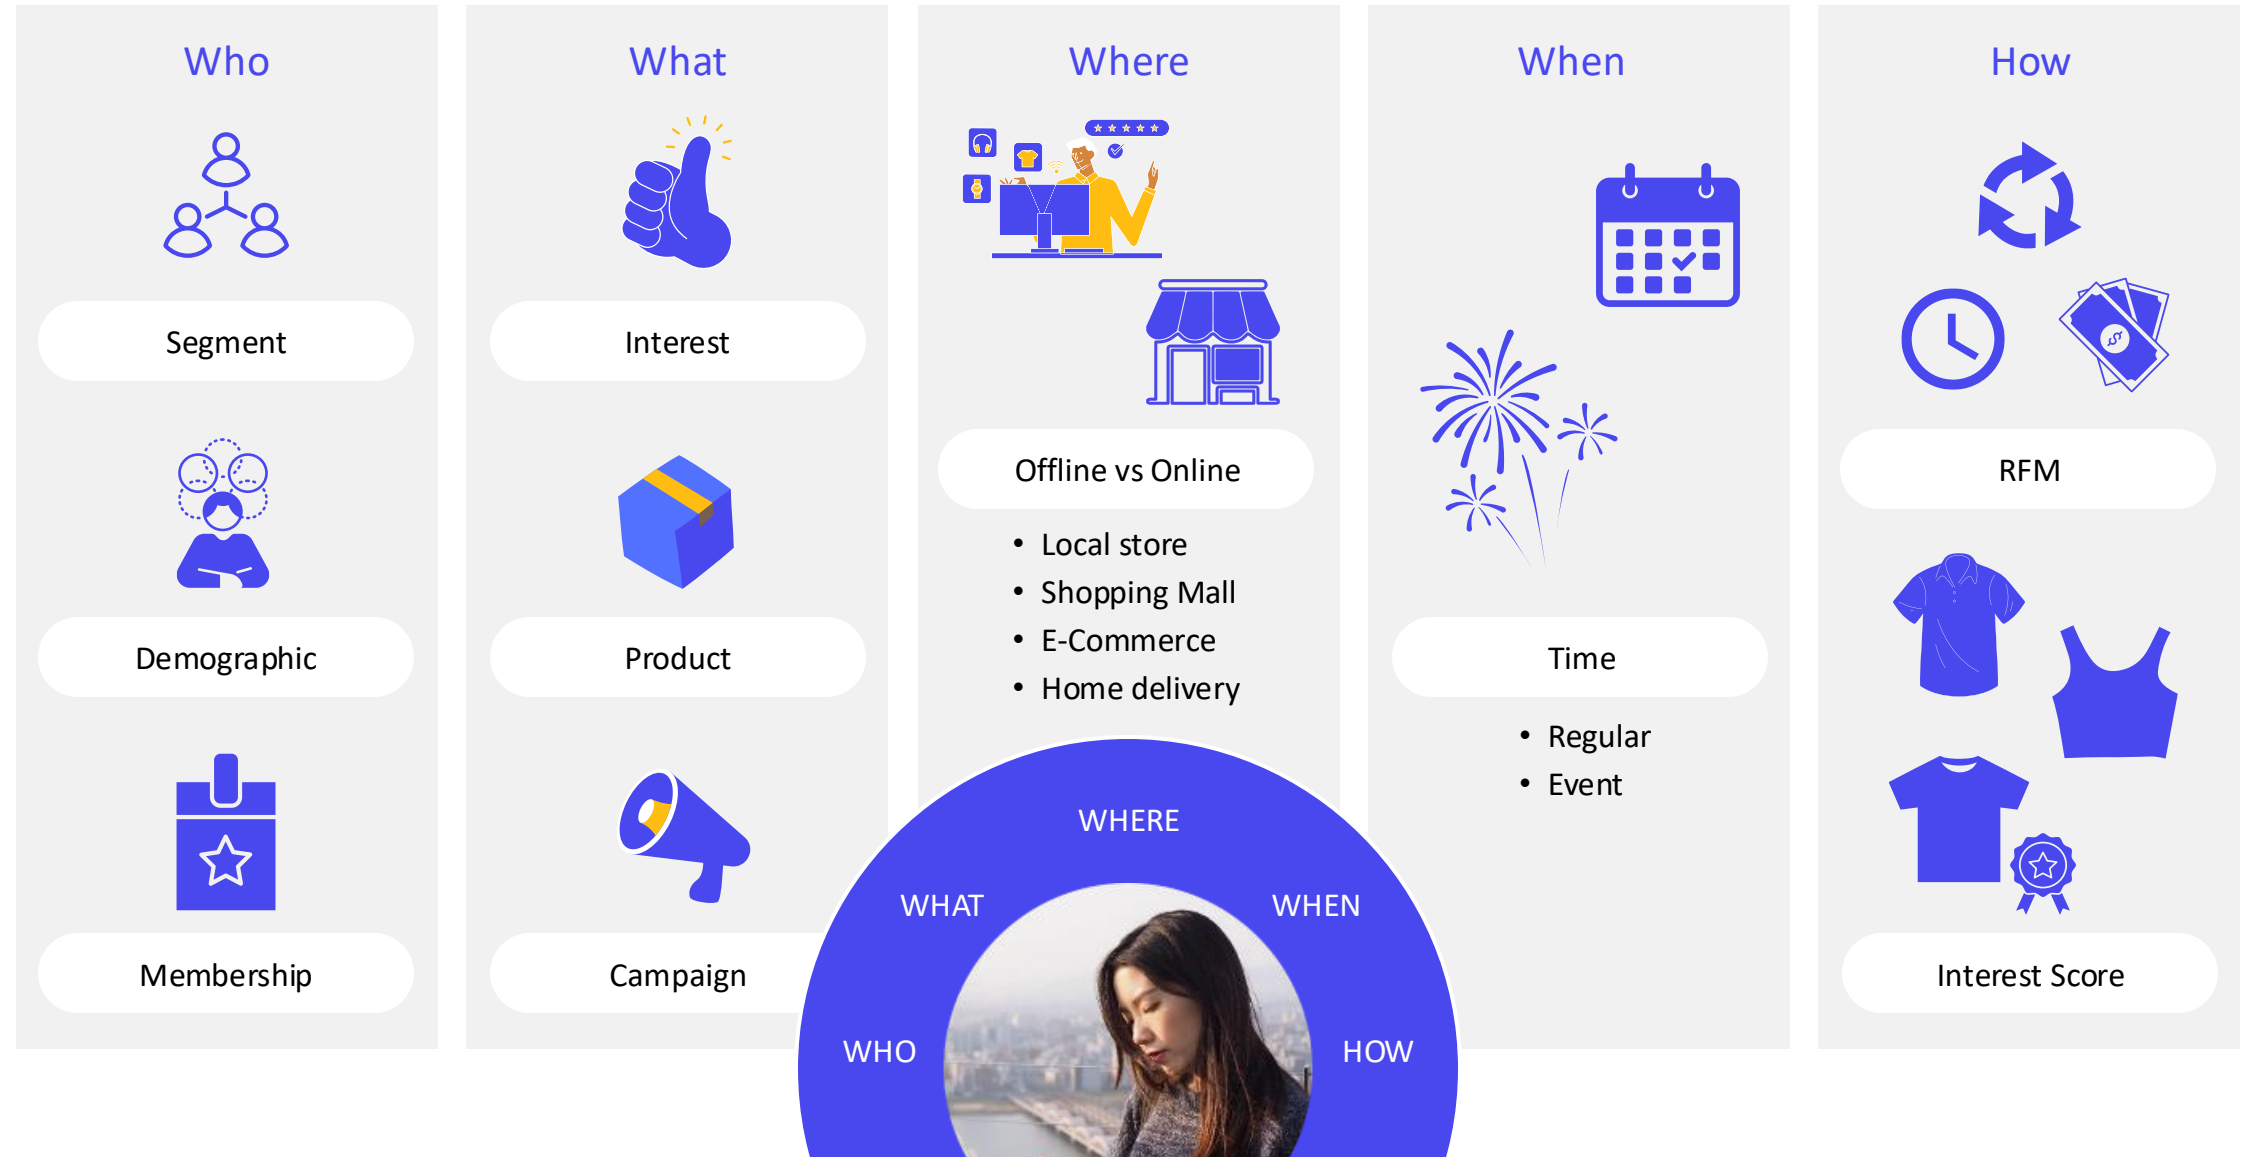 Who
Segment
Demographic
Membership
What
Interest
Product
Campaign
Where
Offline vs Online
• Local store
• Shopping Mall
• E-Commerce
• Home delivery
When
Time
• Regular
• Event
How
$
RFM
Interest Score
WHO
WHAT
WHERE
WHEN
HOW